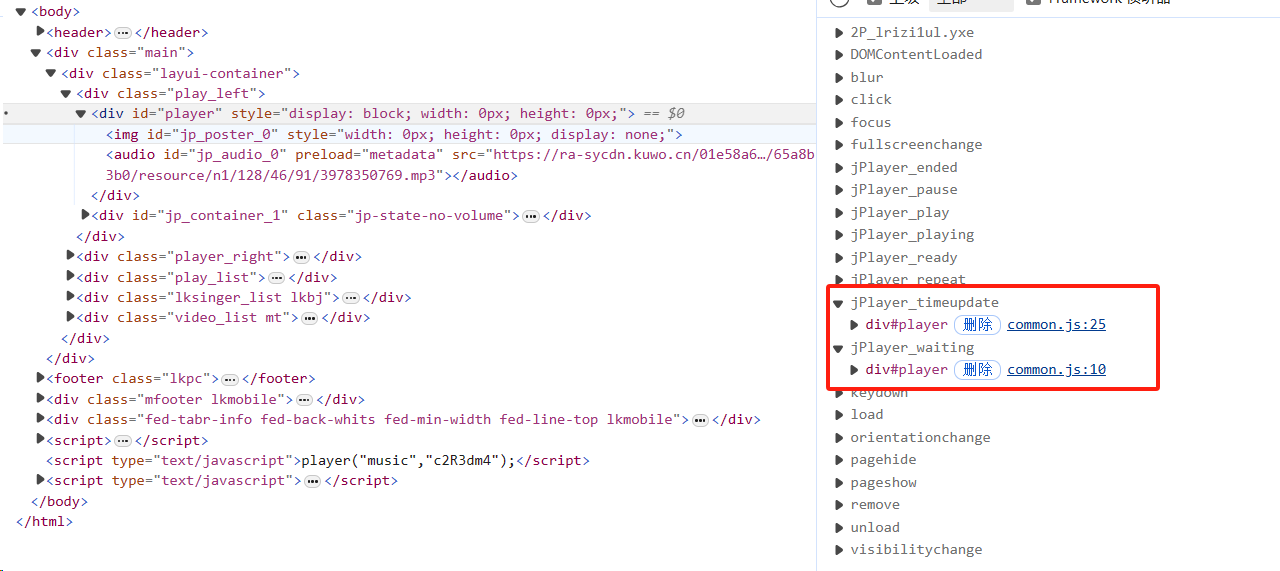 <body>
<header> … </header>
<div class="main">
<div class="layui-container">
<div class="play_left">
<div id="player" style="display: block; width: 0px; height: 0px;"> == $0
<img id="jp_poster_0" style="width: 0px; height: 0px; display: none;">
<audio id="jp_audio_0" preload="metadata" src="https://ra-sycdn.kuwo.cn/01e58a6…/65a8b
3b0/resource/n1/128/46/91/3978350769.mp3"></audio>
</div>
<div id="jp_container_1" class="jp-state-no-volume"> … </div>
</div>
<div class="player_right"> … </div>
<div class="play_list"> … </div>
<div class="lksinger_list lkbj"> … </div>
<div class="video_list mt"> … </div>
</div>
</div>
<footer class="lkpc"> … </footer>
<div class="mfooter lkmobile"> … </div>
<div class="fed-tabr-info fed-back-whits fed-min-width fed-line-top lkmobile"> … </div>
<script> … </script>
<script type="text/javascript">player("music","c2R3dm4");</script>
<script type="text/javascript"> … </script>
</body>
</html>
2P_lrizi1ul.yxe
DOMContentLoaded
blur
click
focus
fullscreenchange
jPlayer_ended
jPlayer_pause
jPlayer_play
jPlayer_playing
jPlayer_ready
jPlayer_repeat
jPlayer_timeupdate
div#player 删除 common.js:25
jPlayer_waiting
div#player 删除 common.js:10
keydown
load
orientationchange
pagehide
pageshow
remove
unload
visibilitychange